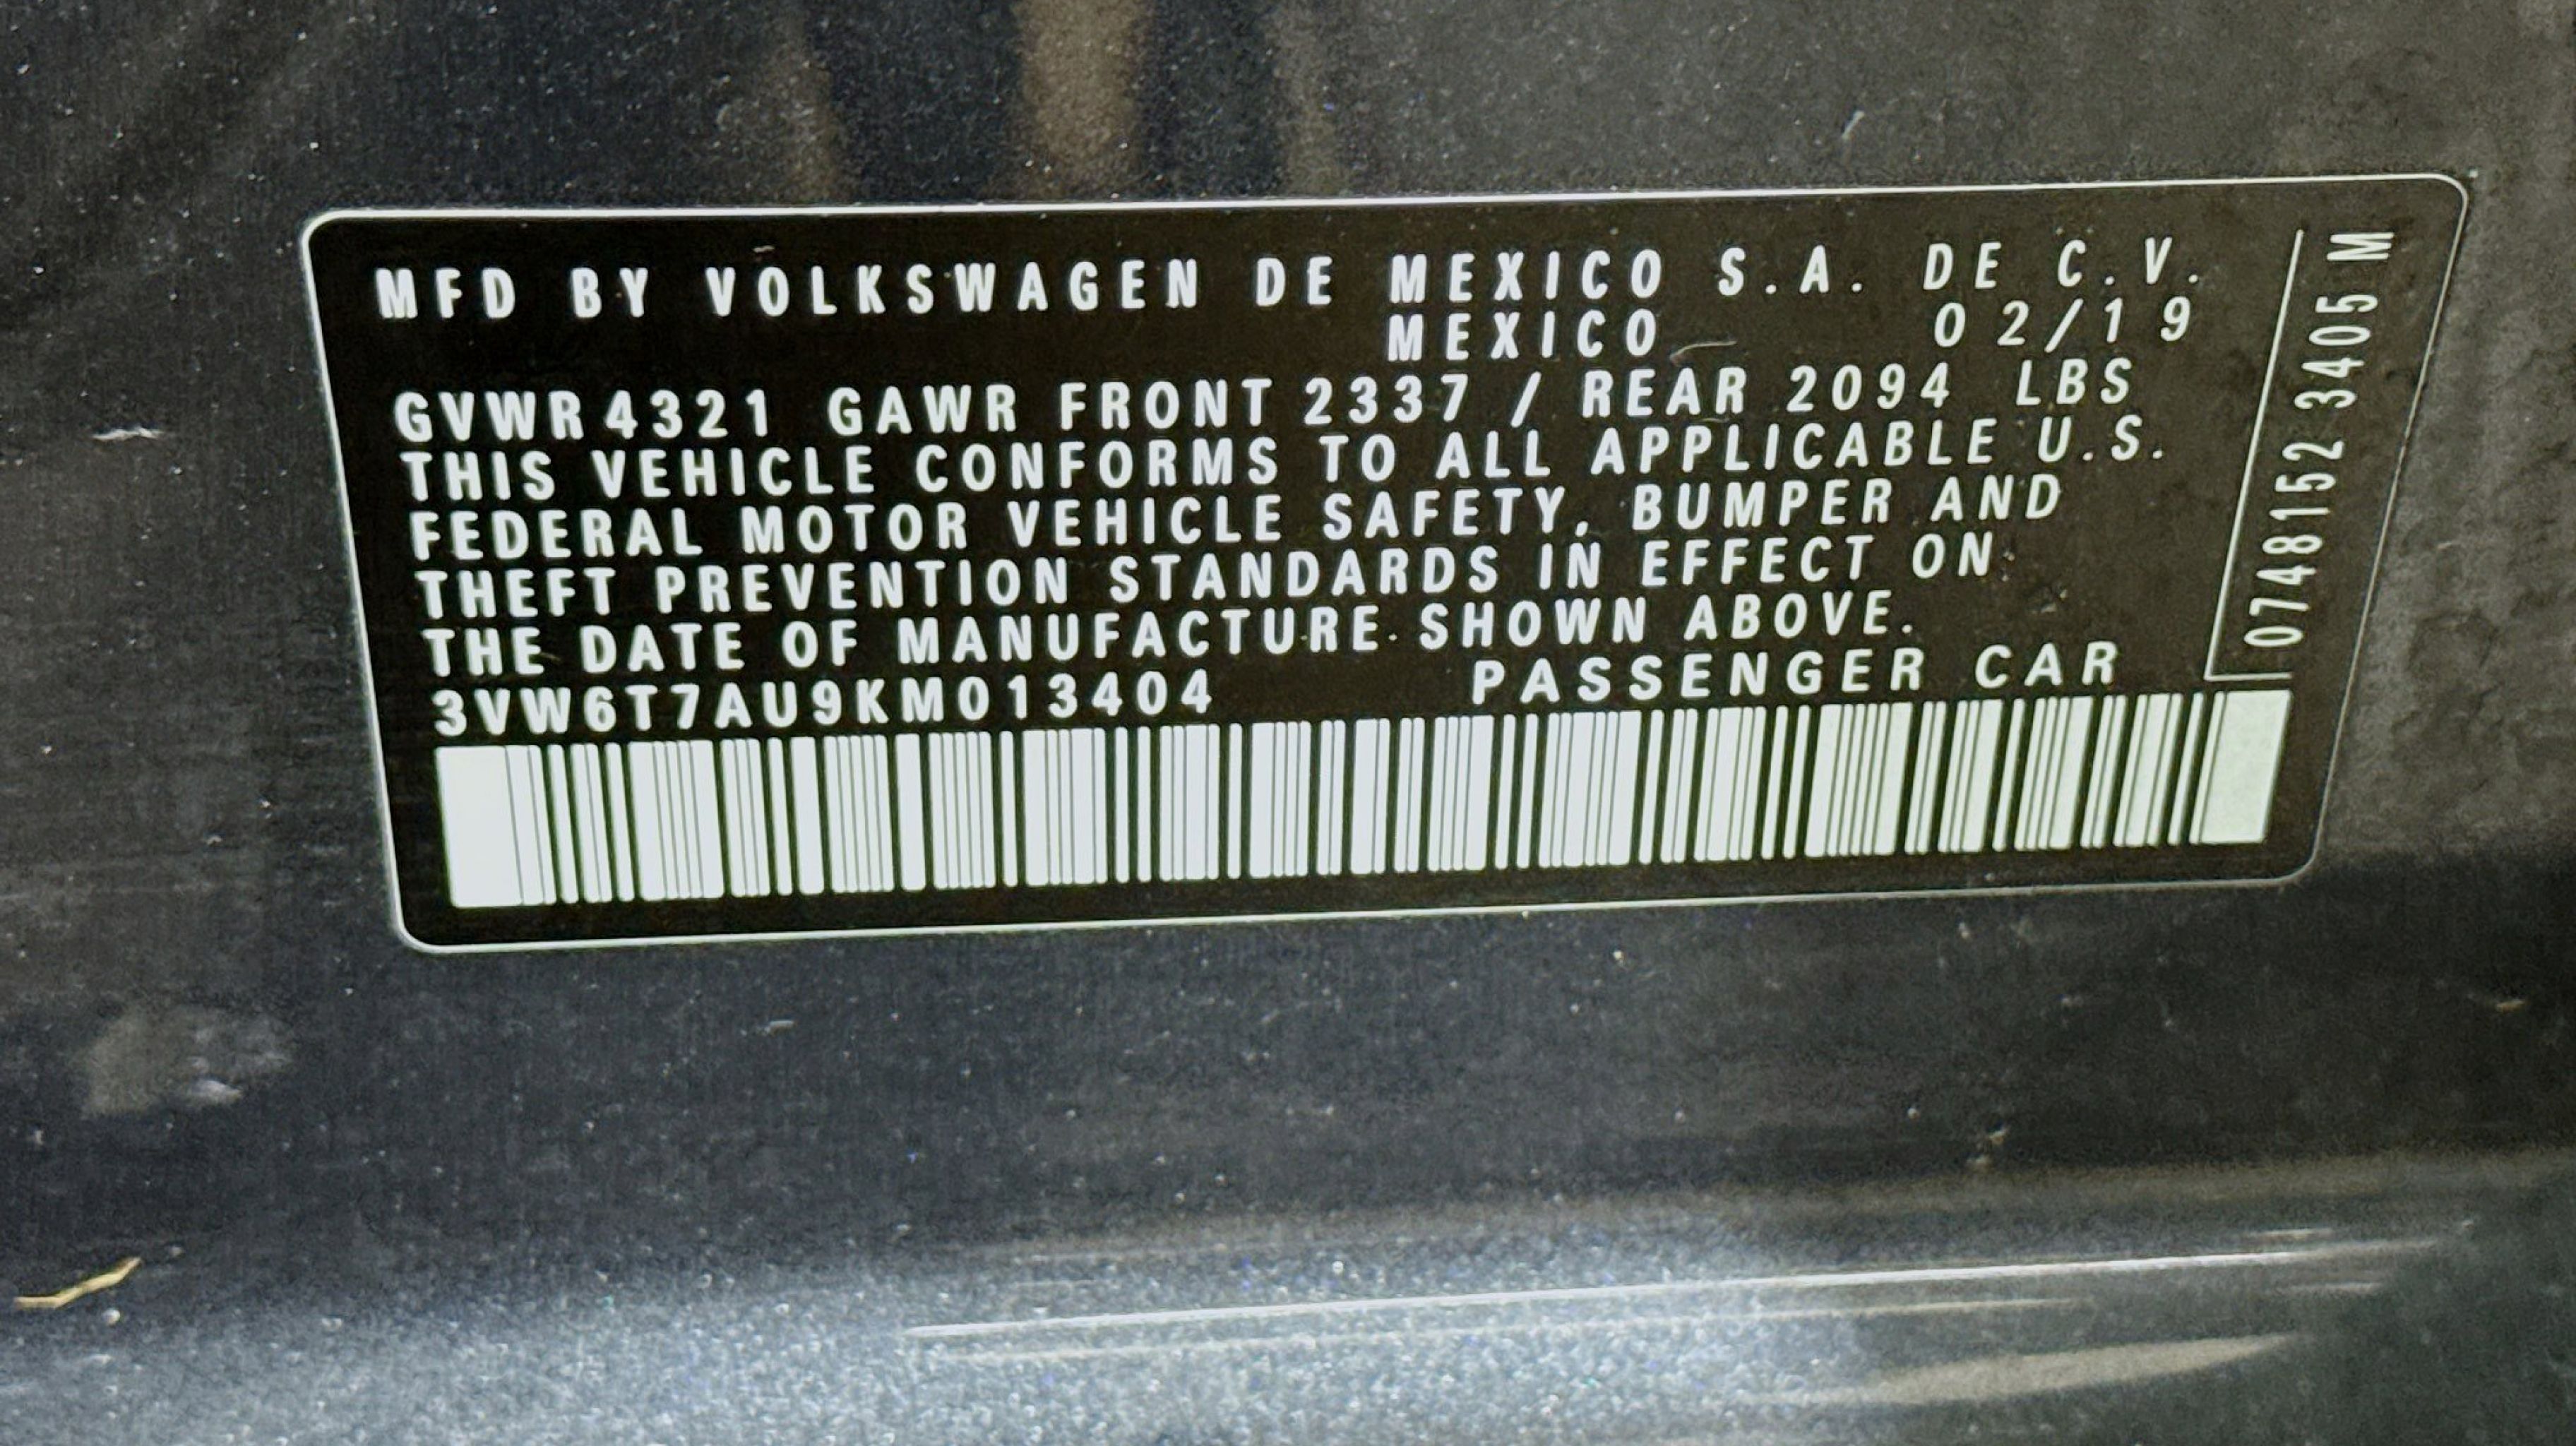 MFD BY VOLKSWAGEN DE MEXICO S.A. DE C.V.
MEXICO 02/19
GVWR 4321 GAWR FRONT 2337 / REAR 2094 LBS
THIS VEHICLE CONFORMS TO ALL APPLICABLE U.S.
FEDERAL MOTOR VEHICLE SAFETY, BUMPER AND
THEFT PREVENTION STANDARDS IN EFFECT ON
THE DATE OF MANUFACTURE SHOWN ABOVE.
3VW6T7AU9KM013404 PASSENGER CAR
0748152 3405 M